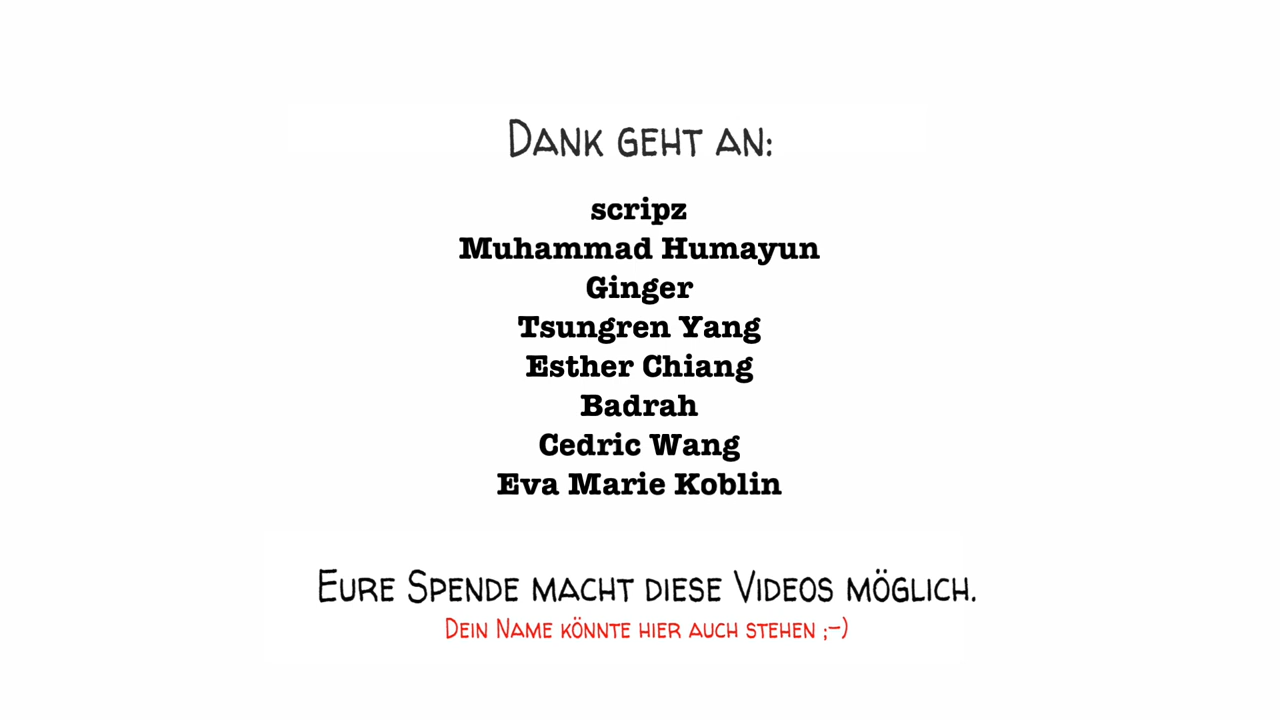 Dank geht an:
scripz
Muhammad Humayun
Ginger
Tsungren Yang
Esther Chiang
Badrah
Cedric Wang
Eva Marie Koblin
Eure Spende macht diese Videos möglich.
Dein Name könnte hier auch stehen ;-)